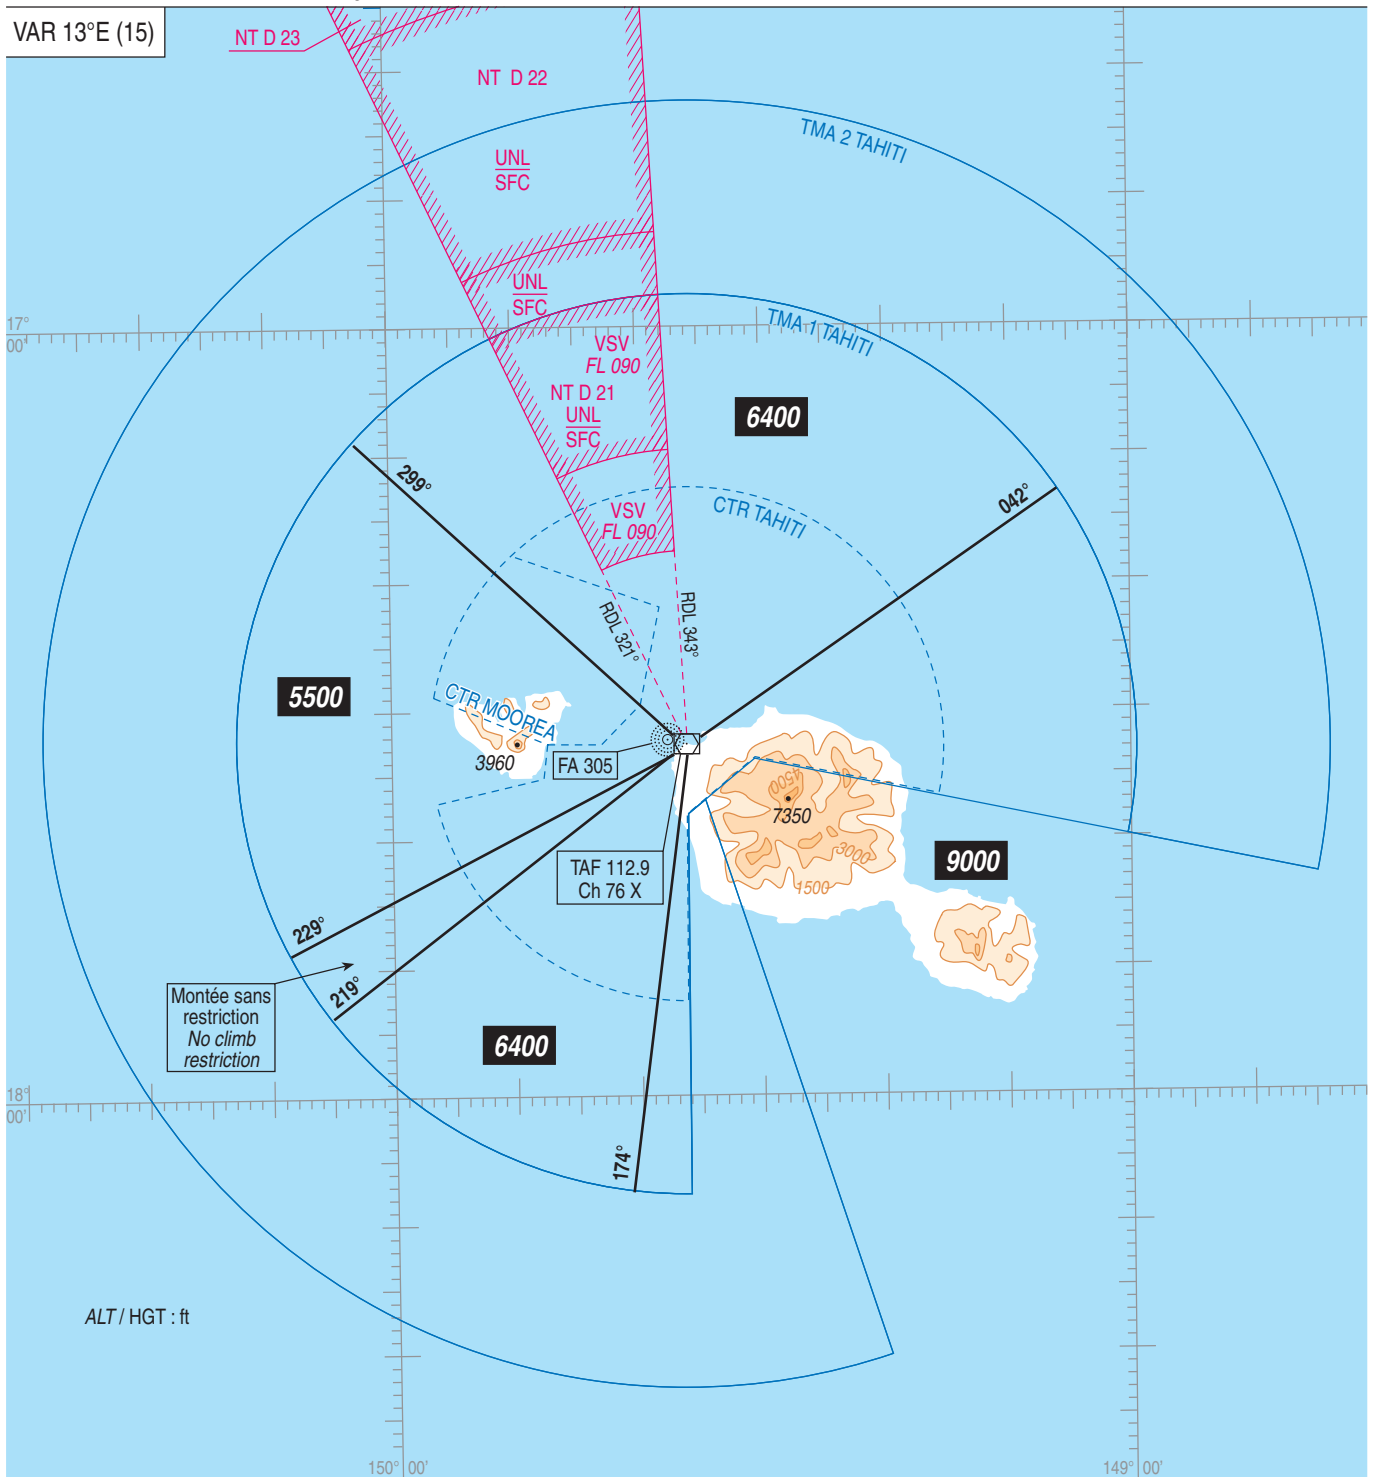 VAR 13°E (15)
NT D 23
NT D 22
TMA 2 TAHITI
UNL
SFC
UNL
SFC
TMA 1 TAHITI
17°
00'
VSV
FL 090
NT D 21
UNL
SFC
6400
299°
042°
VSV
FL 090
CTR TAHITI
RDL 321°
RDL 343°
5500
CTR MOOREA
3960
FA 305
4500
7350
3000
1500
9000
TAF 112.9
Ch 76 X
229°
219°
Montée sans
restriction
No climb
restriction
6400
18°
00'
174°
ALT / HGT : ft
150° 00'
149° 00'